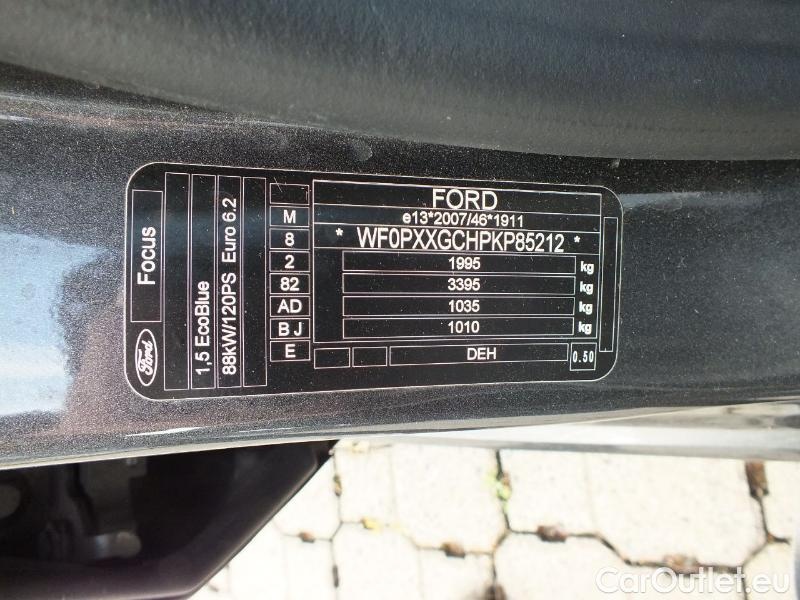 FORD
e13*2007/46*1911
* WF0PXXGCHPKP85212 *
1995 kg
3395 kg
1035 kg
1010 kg
DEH
0.50
M
8
2
82
AD
B J
E
Focus
Ford
1,5 EcoBlue
88kW/120PS Euro 6.2
CarOutlet.eu